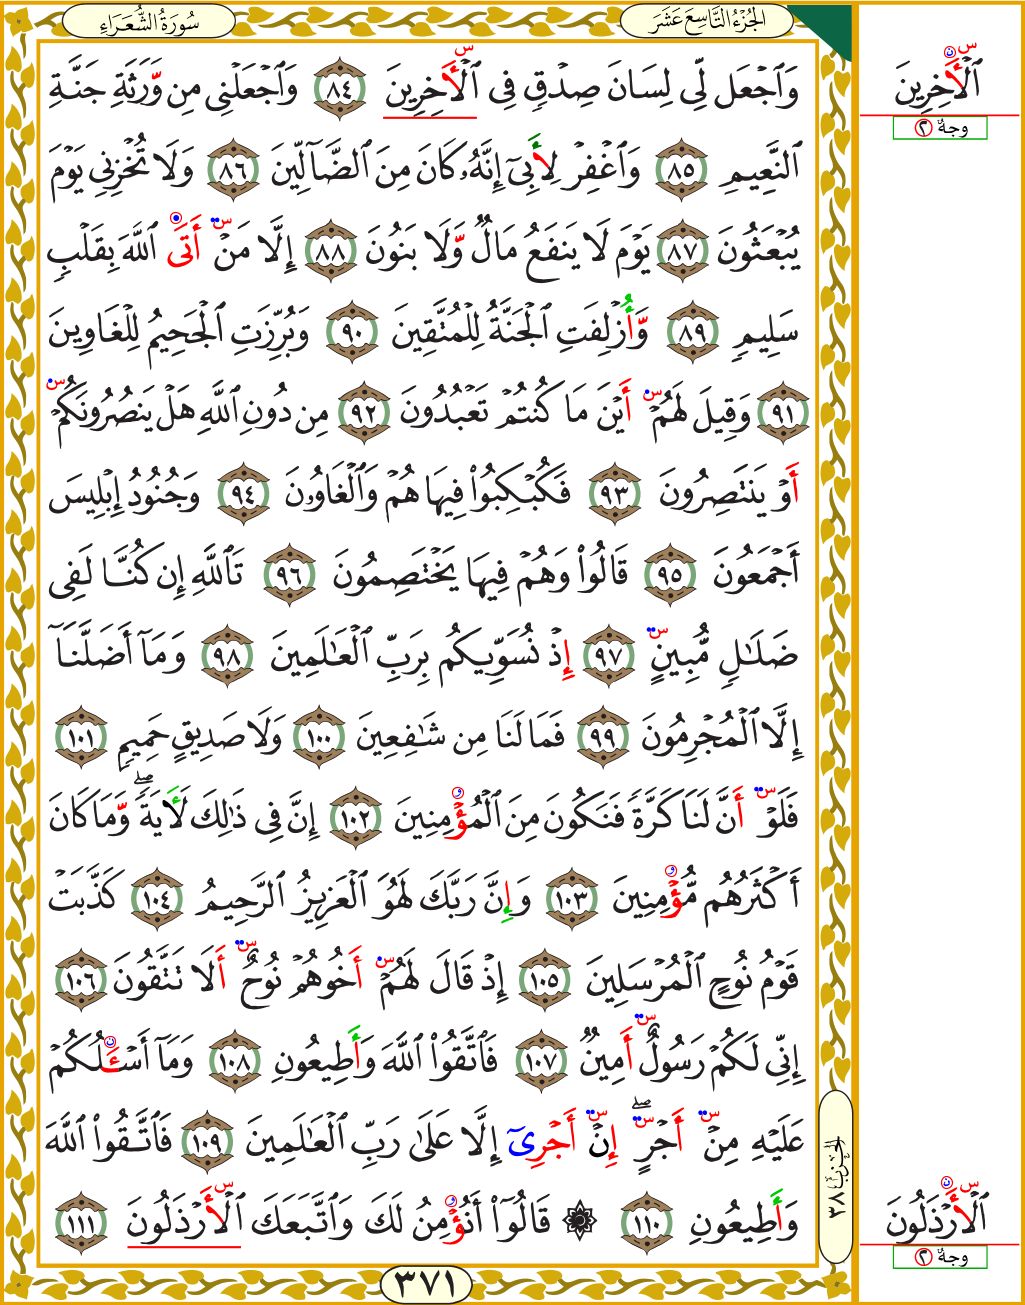 سُورَةُ الشُّعَرَاءِ
الجُزْءُ التَّاسِعَ عَشَرَ
وَٱجۡعَل لِّي لِسَانَ صِدۡقٖ فِي ٱلۡأٓخِرِينَ ٨٤ وَٱجۡعَلۡنِي مِن وَّرَثَةِ جَنَّةِ
ٱلنَّعِيمِ ٨٥ وَٱغۡفِرۡ لِأَبِيٓ إِنَّهُۥ كَانَ مِنَ ٱلضَّآلِّينَ ٨٦ وَلَا تُخۡزِنِي يَوۡمَ
يُبۡعَثُونَ ٨٧ يَوۡمَ لَا يَنفَعُ مَالٞ وَّلَا بَنُونَ ٨٨ إِلَّا مَنۡ أَتَى ٱللَّهَ بِقَلۡبٖ
سَلِيمٖ ٨٩ وَّأُزۡلِفَتِ ٱلۡجَنَّةُ لِلۡمُتَّقِينَ ٩٠ وَبُرِّزَتِ ٱلۡجَحِيمُ لِلۡغَاوِينَ
٩١ وَقِيلَ لَهُمۡ أَيۡنَ مَا كُنتُمۡ تَعۡبُدُونَ ٩٢ مِن دُونِ ٱللَّهِ هَلۡ يَنصُرُونَكُمۡ
أَوۡ يَنتَصِرُونَ ٩٣ فَكُبۡكِبُواْ فِيهَا هُمۡ وَٱلۡغَاوُۥنَ ٩٤ وَجُنُودُ إِبۡلِيسَ
أَجۡمَعُونَ ٩٥ قَالُواْ وَهُمۡ فِيهَا يَخۡتَصِمُونَ ٩٦ تَٱللَّهِ إِن كُنَّا لَفِي
ضَلَٰلٖ مُّبِينٍ ٩٧ إِذۡ نُسَوِّيكُم بِرَبِّ ٱلۡعَٰلَمِينَ ٩٨ وَمَآ أَضَلَّنَآ
إِلَّا ٱلۡمُجۡرِمُونَ ٩٩ فَمَا لَنَا مِن شَٰفِعِينَ ١٠٠ وَلَا صَدِيقٍ حَمِيمٖ ١٠١
فَلَوۡ أَنَّ لَنَا كَرَّةٗ فَنَكُونَ مِنَ ٱلۡمُؤۡمِنِينَ ١٠٢ إِنَّ فِي ذَٰلِكَ لَأٓيَةٗۖ وَّمَا كَانَ
أَكۡثَرُهُم مُّؤۡمِنِينَ ١٠٣ وَإِنَّ رَبَّكَ لَهُوَ ٱلۡعَزِيزُ ٱلرَّحِيمُ ١٠٤ كَذَّبَتۡ
قَوۡمُ نُوحٍ ٱلۡمُرۡسَلِينَ ١٠٥ إِذۡ قَالَ لَهُمۡ أَخُوهُمۡ نُوحٌ أَلَا تَتَّقُونَ ١٠٦
إِنِّي لَكُمۡ رَسُولٌ أَمِينٞ ١٠٧ فَٱتَّقُواْ ٱللَّهَ وَأَطِيعُونِ ١٠٨ وَمَآ أَسۡـَٔلُكُمۡ
عَلَيۡهِ مِنۡ أَجۡرٍۖ إِنۡ أَجۡرِيٓ إِلَّا عَلَىٰ رَبِّ ٱلۡعَٰلَمِينَ ١٠٩ فَٱتَّقُواْ ٱللَّهَ
وَأَطِيعُونِ ١١٠ ۞ قَالُوٓاْ أَنُؤۡمِنُ لَكَ وَٱتَّبَعَكَ ٱلۡأَرۡذَلُونَ ١١١
ٱلۡأٓخِرِينَ
وجهٌ ٢
ٱلۡأَرۡذَلُونَ
وجهٌ ٢
الحِزْبُ ٣٨
٣٧١